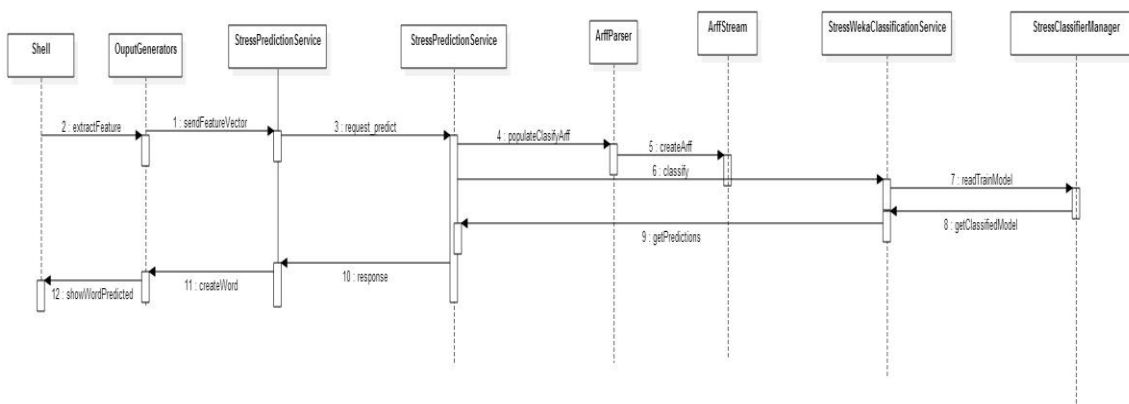 Shell
OuputGenerators
StressPredictionService
StressPredictionService
ArffParser
ArffStream
StressWekaClassificationService
StressClassifierManager
2 : extractFeature
1 : sendFeatureVector
3 : request_predict
4 : populateClasifyArff
5 : createArff
6 : classify
7 : readTrainModel
8 : getClassifiedModel
9 : getPredictions
10 : response
11 : createWord
12 : showWordPredicted